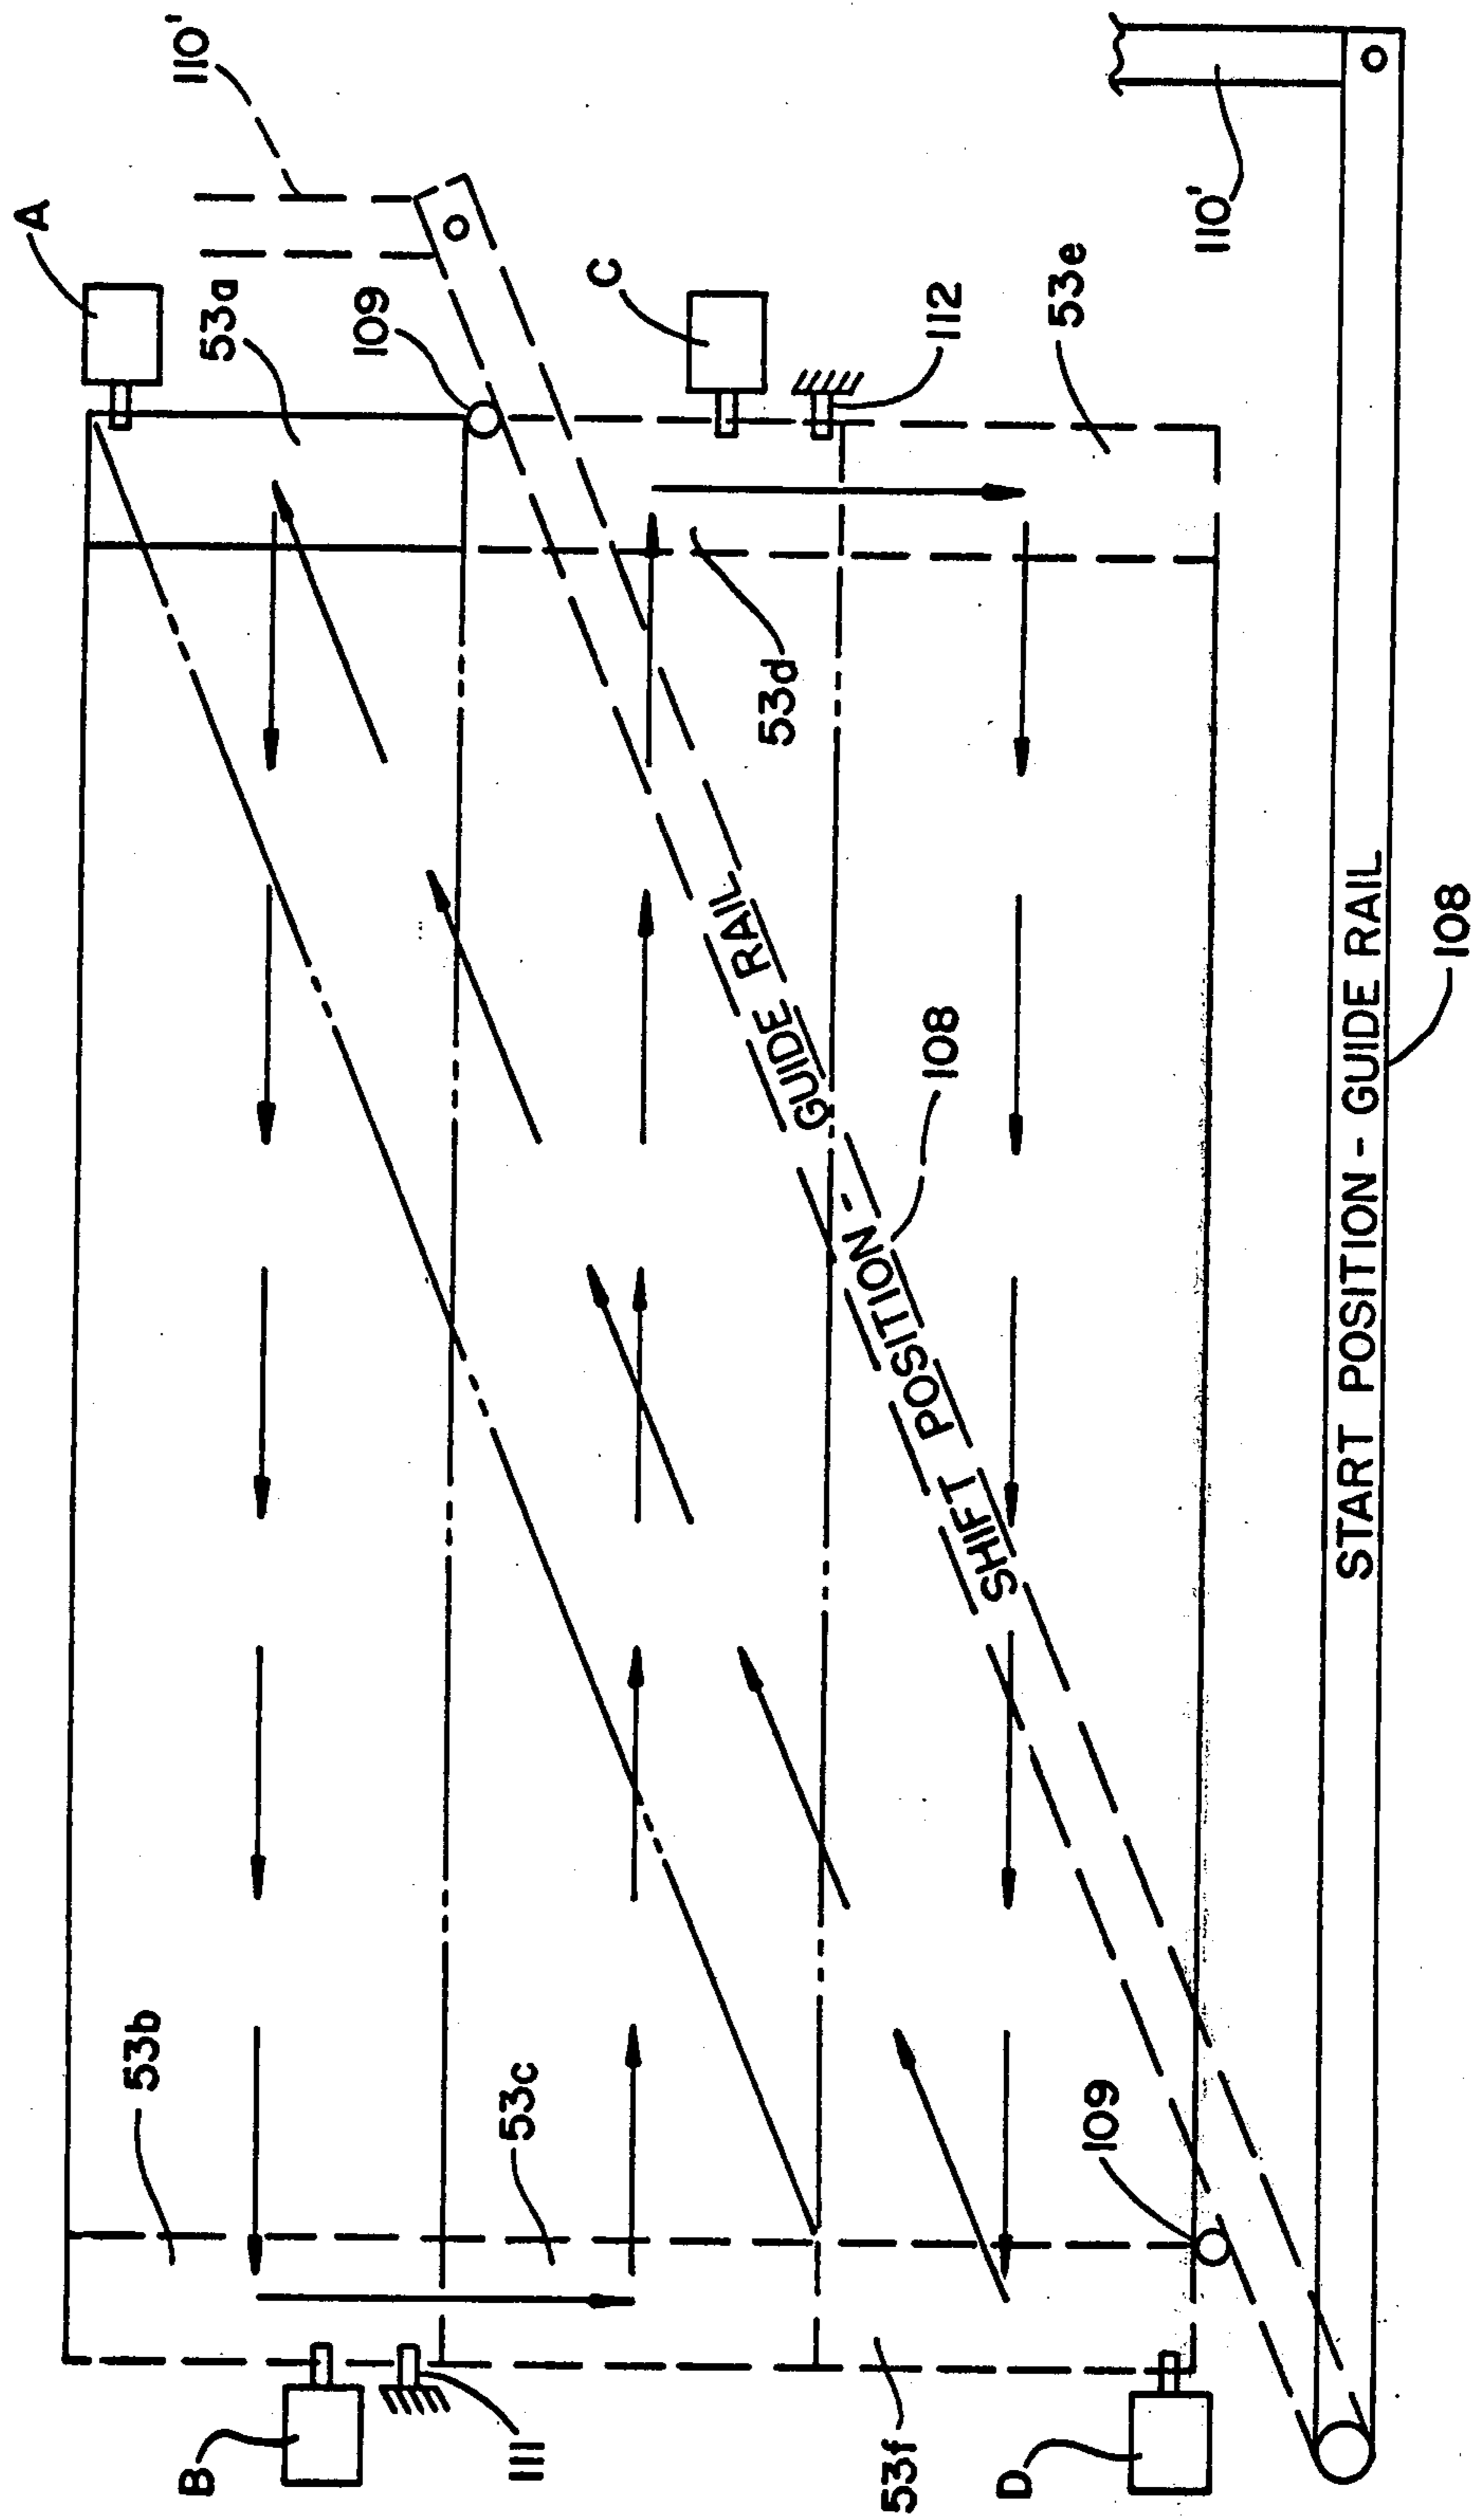 A
53b
110'
B
53a
109
53c
111
C
53d
SHIFT POSITION - GUIDE RAIL
53f
108
112
D
53e
109
110'
START POSITION - GUIDE RAIL
108